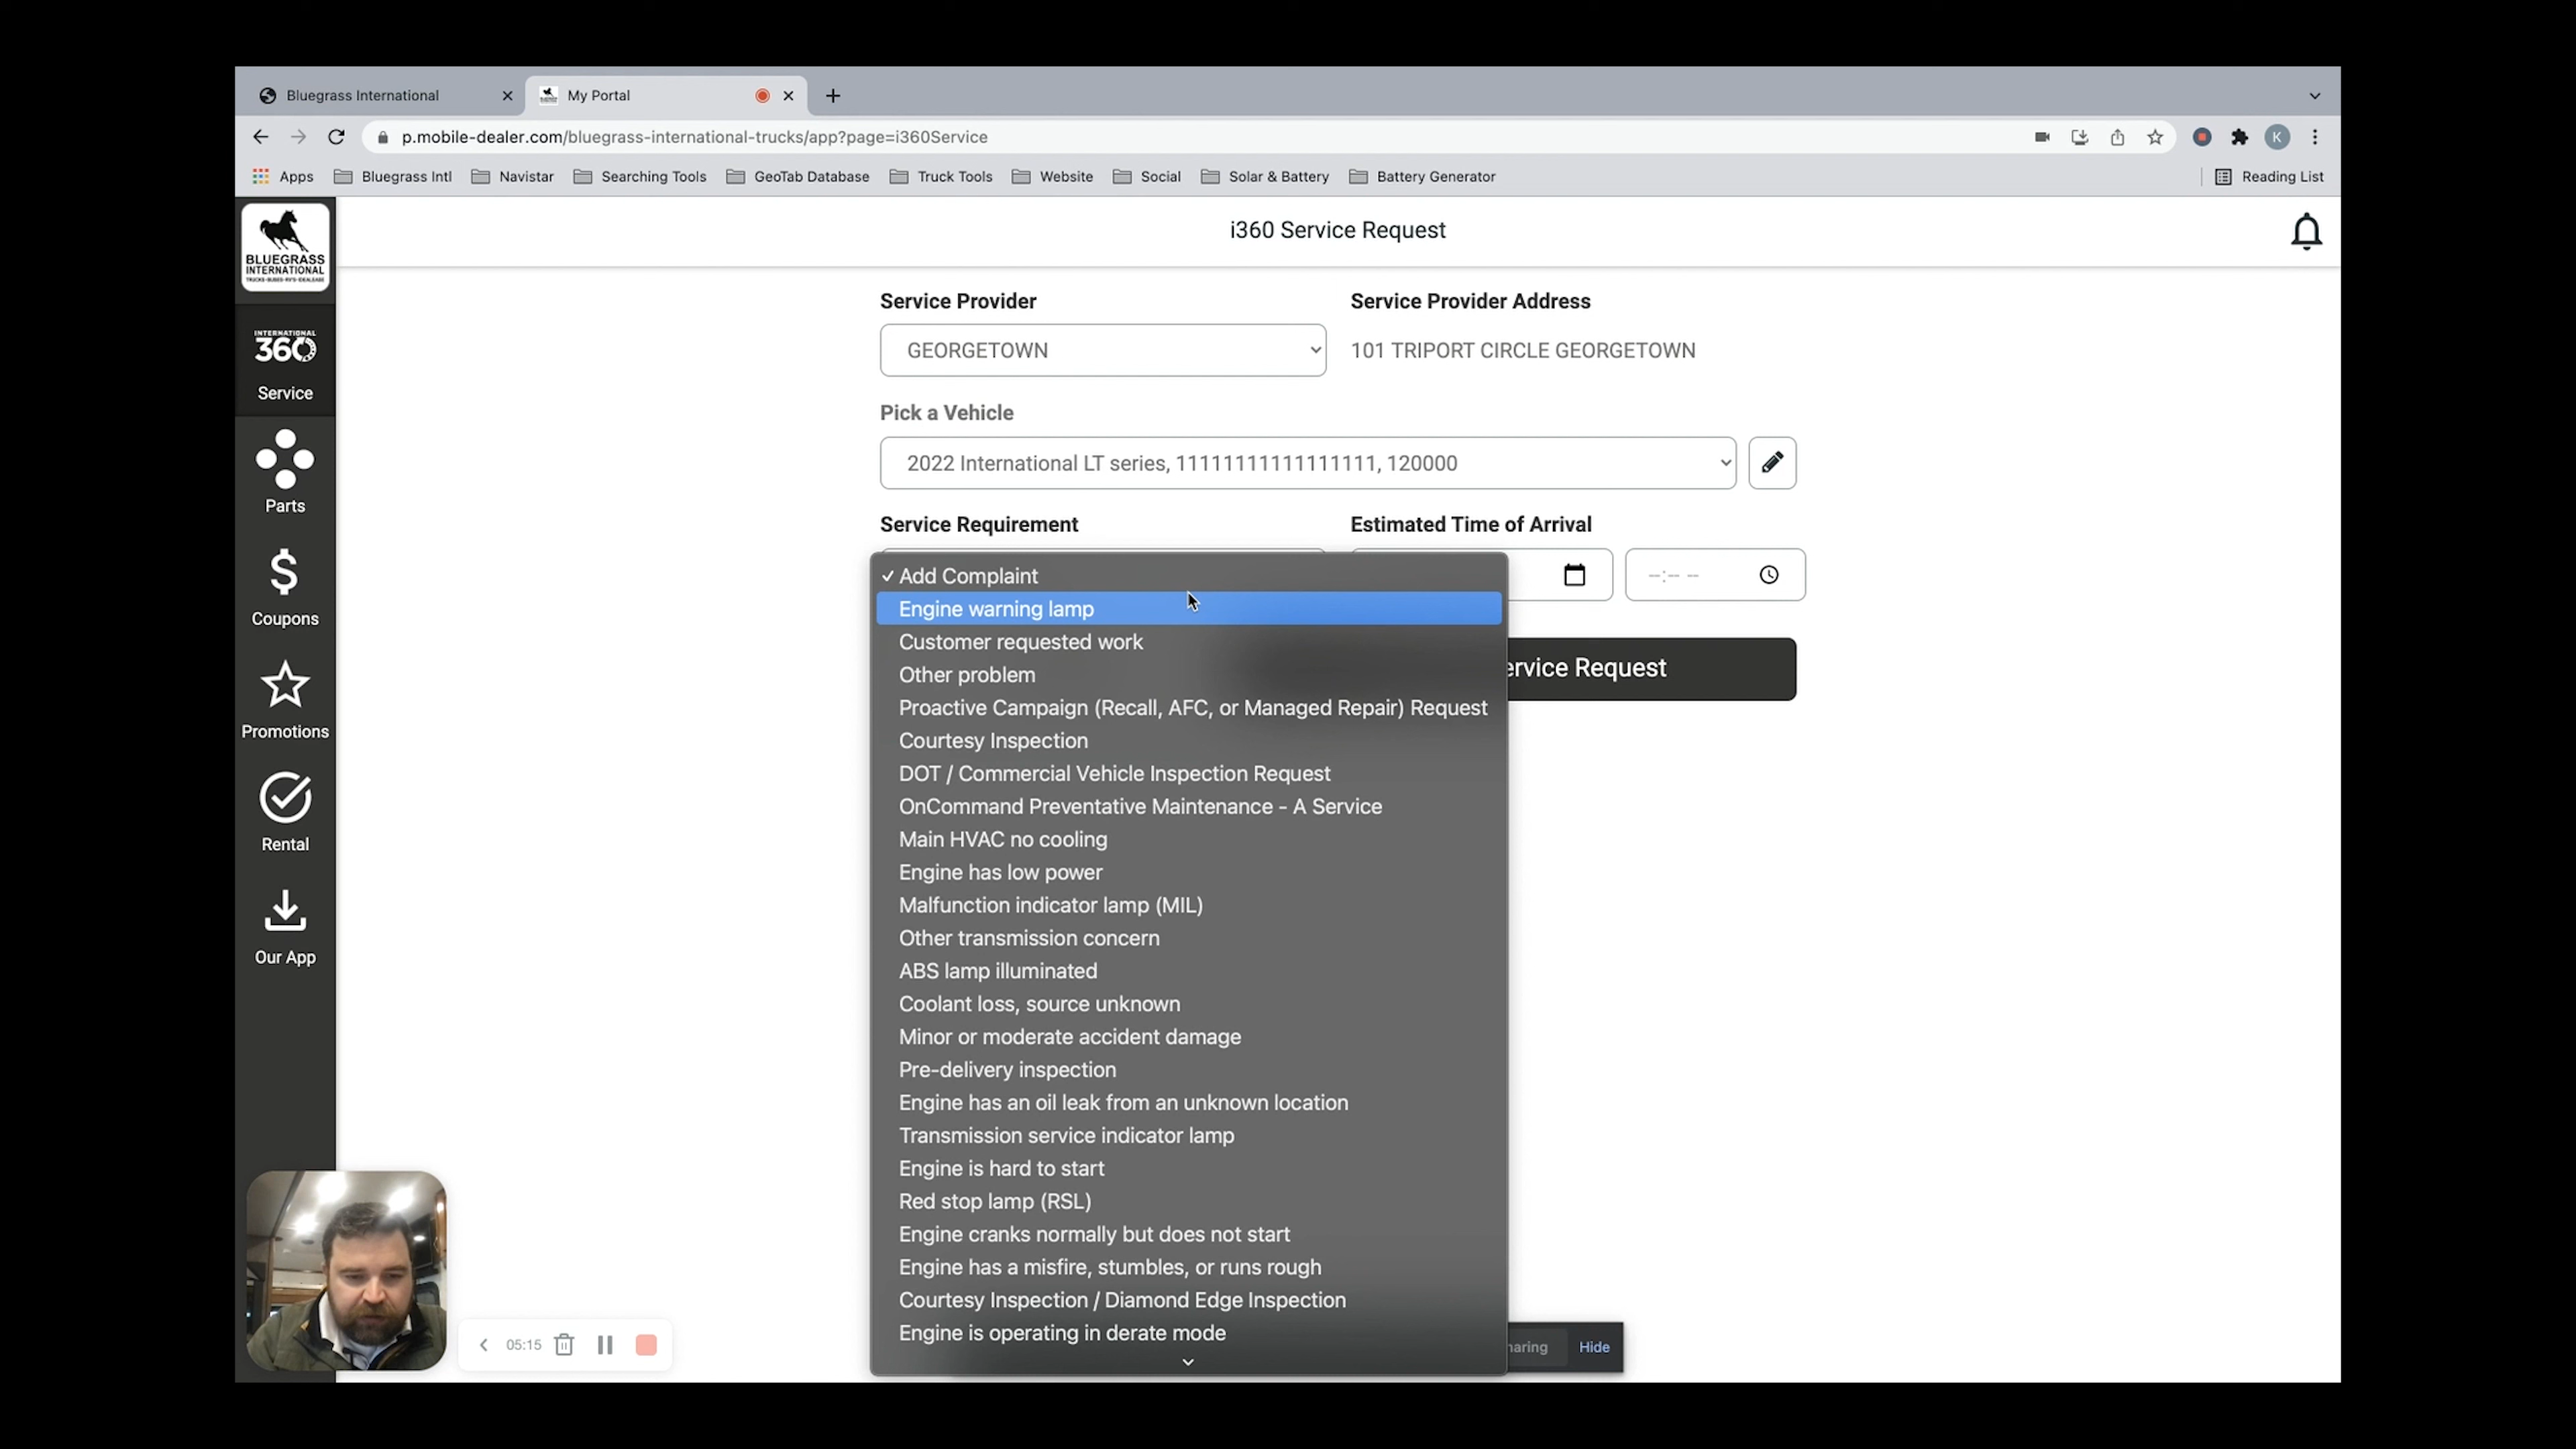 Bluegrass International
My Portal
p.mobile-dealer.com/bluegrass-international-trucks/app?page=i360Service
K
Apps
Bluegrass Intl
Navistar
Searching Tools
GeoTab Database
Truck Tools
Website
Social
Solar & Battery
Battery Generator
Reading List
BLUEGRASS
INTERNATIONAL
TRUCKS•BUSES•RV'S•IDEALEASE
i360 Service Request
INTERNATIONAL
360
Service
Parts
Coupons
Promotions
Rental
Our App
Service Provider
Service Provider Address
GEORGETOWN
101 TRIPORT CIRCLE GEORGETOWN
Pick a Vehicle
2022 International LT series, 11111111111111111, 120000
Service Requirement
Estimated Time of Arrival
--:-- --
✓ Add Complaint
Engine warning lamp
Customer requested work
Other problem
Proactive Campaign (Recall, AFC, or Managed Repair) Request
Courtesy Inspection
DOT / Commercial Vehicle Inspection Request
OnCommand Preventative Maintenance - A Service
Main HVAC no cooling
Engine has low power
Malfunction indicator lamp (MIL)
Other transmission concern
ABS lamp illuminated
Coolant loss, source unknown
Minor or moderate accident damage
Pre-delivery inspection
Engine has an oil leak from an unknown location
Transmission service indicator lamp
Engine is hard to start
Red stop lamp (RSL)
Engine cranks normally but does not start
Engine has a misfire, stumbles, or runs rough
Courtesy Inspection / Diamond Edge Inspection
Engine is operating in derate mode
ervice Request
05:15
haring
Hide